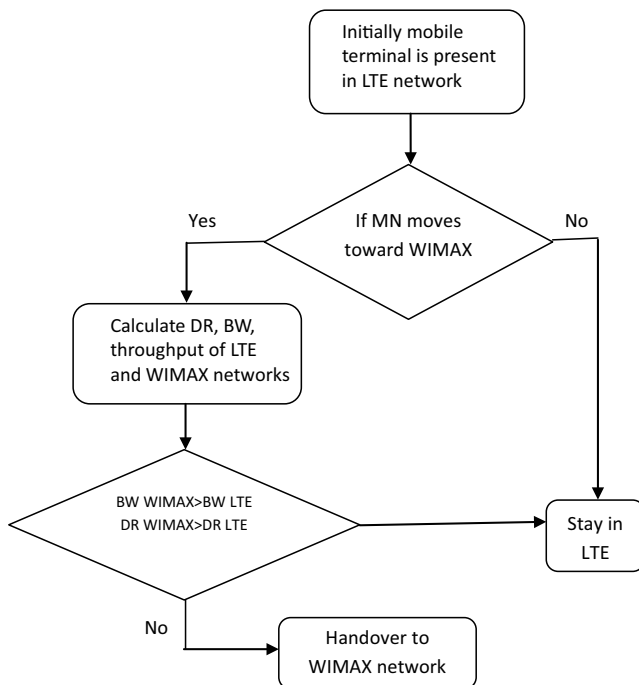 Initially mobile
terminal is present
in LTE network
If MN moves
toward WIMAX
Yes
No
Calculate DR, BW,
throughput of LTE
and WIMAX networks
BW WIMAX>BW LTE
DR WIMAX>DR LTE
Stay in
LTE
No
Handover to
WIMAX network